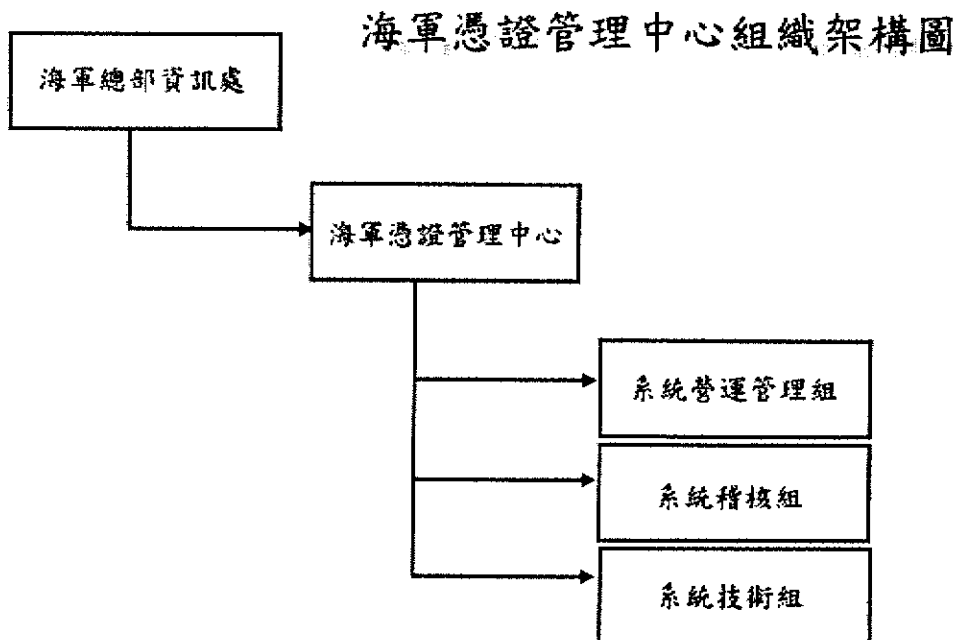 海軍憑證管理中心組織架構圖
海軍總部資訊處
海軍憑證管理中心
系統營運管理組
系統稽核組
系統技術組